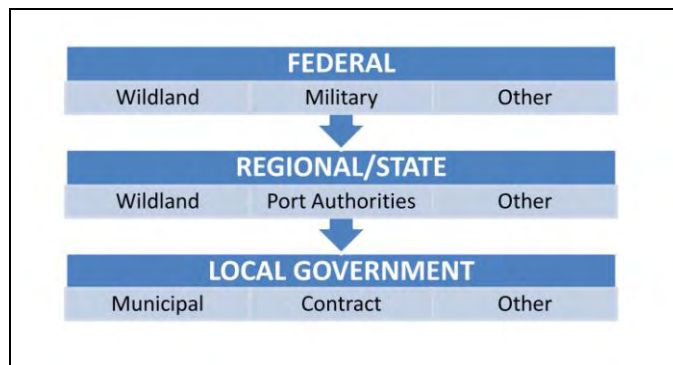 FEDERAL
Wildland Military Other
REGIONAL/STATE
Wildland Port Authorities Other
LOCAL GOVERNMENT
Municipal Contract Other